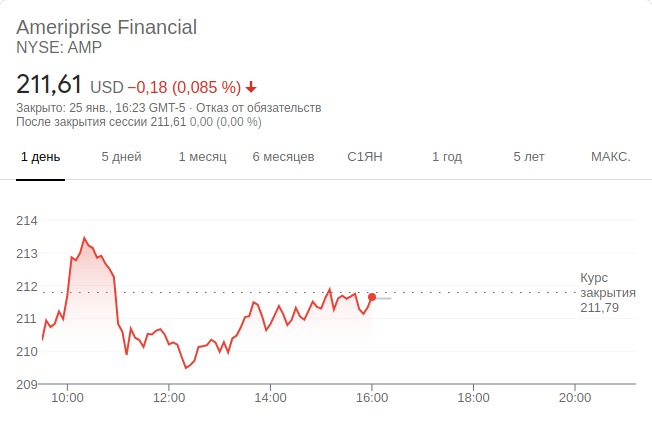 Ameriprise Financial
NYSE: AMP
211,61 USD −0,18 (0,085 %)
Закрыто: 25 янв., 16:23 GMT-5 · Отказ от обязательств
После закрытия сессии 211,61 0,00 (0,00 %)
1 день 5 дней 1 месяц 6 месяцев С1ЯН 1 год 5 лет МАКС.
214
213
212
211
210
209
Курс
закрытия
211,79
10:00 12:00 14:00 16:00 18:00 20:00